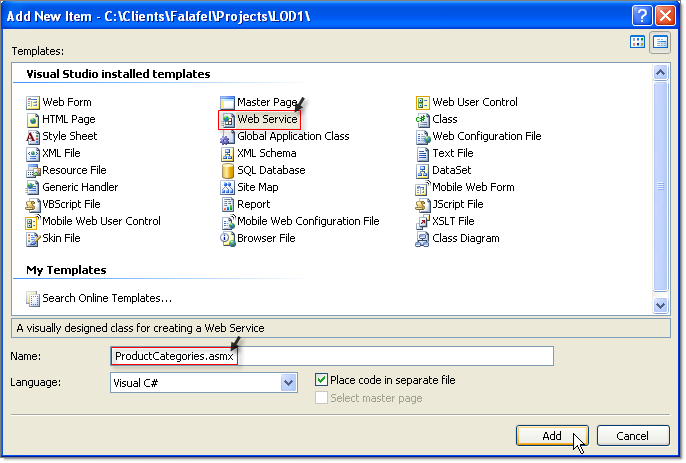 Add New Item - C:\Clients\Falafel\Projects\LOD1\
Templates:
Visual Studio installed templates
Web Form Master Page Web User Control
HTML Page Web Service Class
Style Sheet Global Application Class Web Configuration File
XML File XML Schema Text File
Resource File SQL Database DataSet
Generic Handler Site Map Mobile Web Form
VBScript File Report JScript File
Mobile Web User Control Mobile Web Configuration File XSLT File
Skin File Browser File Class Diagram
My Templates
Search Online Templates...
A visually designed class for creating a Web Service
Name: ProductCategories.asmx
Language: Visual C# Place code in separate file
Select master page
Add Cancel